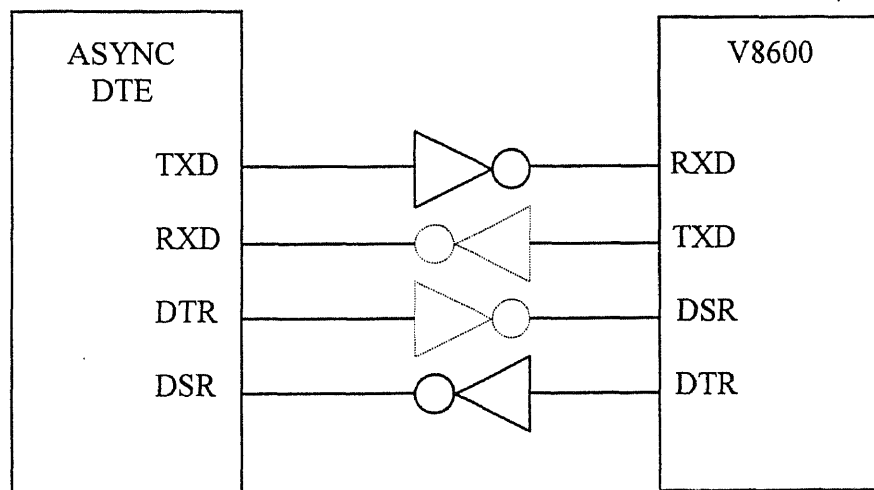 ASYNC
DTE
V8600
TXD
RXD
RXD
TXD
DTR
DSR
DSR
DTR